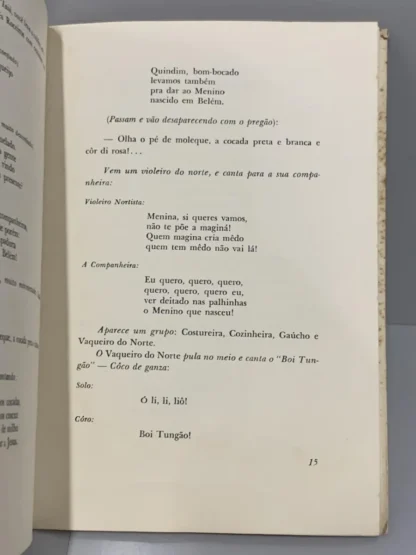 Quindim, bom-bocado
levamos também
pra dar ao Menino
nascido em Belém.
(Passam e vão desaparecendo com o pregão):
— Olha o pé de moleque, a cocada preta e branca e
côr di rosa!...
Vem um violeiro do norte, e canta para a sua compa-
nheira:
Violeiro Nortista:
Menina, si queres vamos,
não te põe a maginá!
Quem magina cria mêdo
quem tem mêdo não vai lá!
A Companheira:
Eu quero, quero, quero,
quero, quero, quero eu,
ver deitado nas palhinhas
o Menino que nasceu!
Aparece um grupo: Costureira, Cozinheira, Gaúcho e
Vaqueiro do Norte.
O Vaqueiro do Norte pula no meio e canta o "Boi Tun-
gão" — Côco de ganza:
Solo:
Ó li, li, liô!
Côro:
Boi Tungão!
15